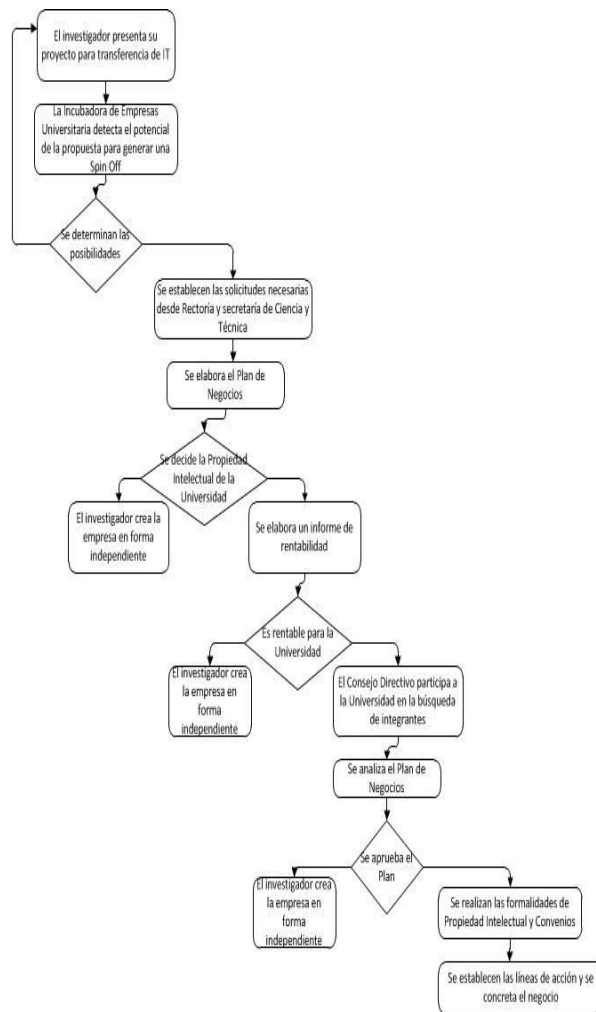 El investigador presenta su
proyecto para transferencia de IT
La Incubadora de Empresas
Universitaria detecta el potencial
de la propuesta para generar una
Spin Off
Se determinan las
posibilidades
Se establecen las solicitudes necesarias
desde Rectoria y secretaría de Ciencia y
Técnica
Se elabora el Plan de
Negocios
Se decide la Propiedad
Intelectual de la
Universidad
El investigador crea la
empresa en forma
independiente
Se elabora un informe de
rentabilidad
Es rentable para la
Universidad
El investigador crea
la empresa en
forma
independiente
El Consejo Directivo participa a
la Universidad en la búsqueda
de integrantes
Se analiza el Plan de
Negocios
Se aprueba el
Plan
El investigador crea
la empresa en
forma
independiente
Se realizan las formalidades de
Propiedad Intelectual y Convenios
Se establecen las líneas de acción y se
concreta el negocio